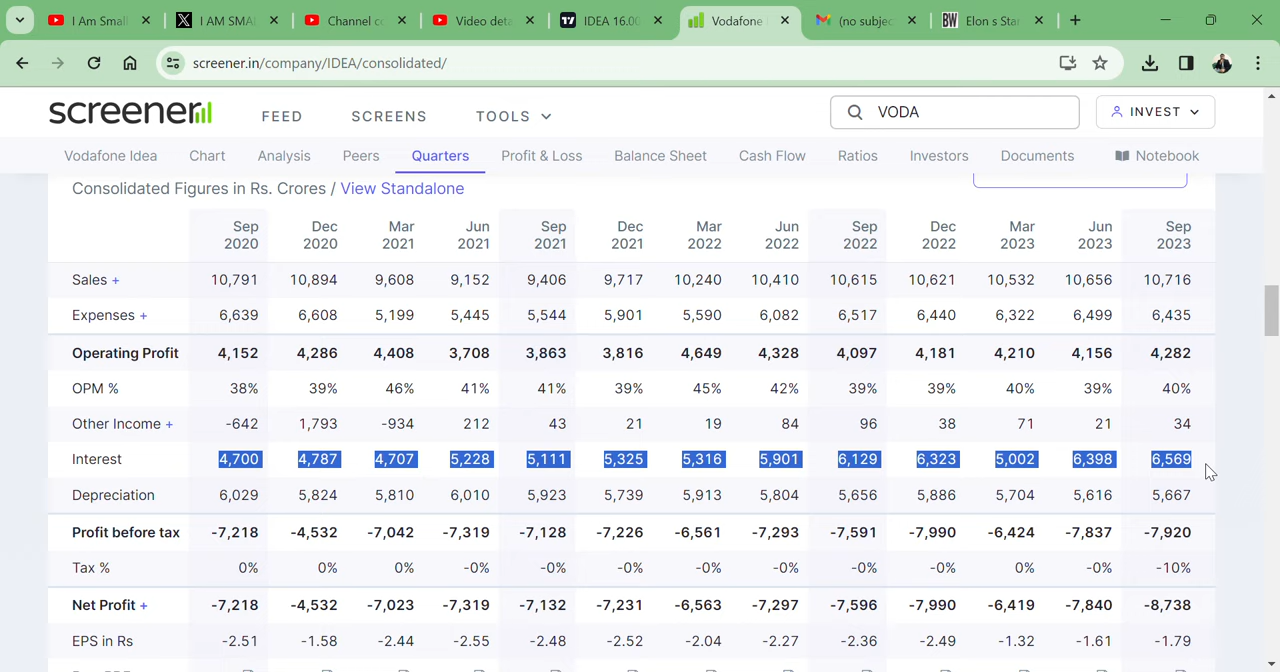 I Am Small
I AM SMA
Channel c
Video deta
IDEA 16.0
Vodafone
(no subjec
Elon s Sta
screener.in/company/IDEA/consolidated/
screener
FEED
SCREENS
TOOLS
VODA
INVEST
Vodafone Idea Chart Analysis Peers Quarters Profit & Loss Balance Sheet Cash Flow Ratios Investors Documents Notebook
Consolidated Figures in Rs. Crores / View Standalone
Sep 2020 Dec 2020 Mar 2021 Jun 2021 Sep 2021 Dec 2021 Mar 2022 Jun 2022 Sep 2022 Dec 2022 Mar 2023 Jun 2023 Sep 2023
Sales + 10,791 10,894 9,608 9,152 9,406 9,717 10,240 10,410 10,615 10,621 10,532 10,656 10,716
Expenses + 6,639 6,608 5,199 5,445 5,544 5,901 5,590 6,082 6,517 6,440 6,322 6,499 6,435
Operating Profit 4,152 4,286 4,408 3,708 3,863 3,816 4,649 4,328 4,097 4,181 4,210 4,156 4,282
OPM % 38% 39% 46% 41% 41% 39% 45% 42% 39% 39% 40% 39% 40%
Other Income + -642 1,793 -934 212 43 21 19 84 96 38 71 21 34
Interest 4,700 4,787 4,707 5,228 5,111 5,325 5,316 5,901 6,129 6,323 5,002 6,398 6,569
Depreciation 6,029 5,824 5,810 6,010 5,923 5,739 5,913 5,804 5,656 5,886 5,704 5,616 5,667
Profit before tax -7,218 -4,532 -7,042 -7,319 -7,128 -7,226 -6,561 -7,293 -7,591 -7,990 -6,424 -7,837 -7,920
Tax % 0% 0% 0% -0% -0% -0% -0% -0% -0% -0% 0% -0% -10%
Net Profit + -7,218 -4,532 -7,023 -7,319 -7,132 -7,231 -6,563 -7,297 -7,596 -7,990 -6,419 -7,840 -8,738
EPS in Rs -2.51 -1.58 -2.44 -2.55 -2.48 -2.52 -2.04 -2.27 -2.36 -2.49 -1.32 -1.61 -1.79